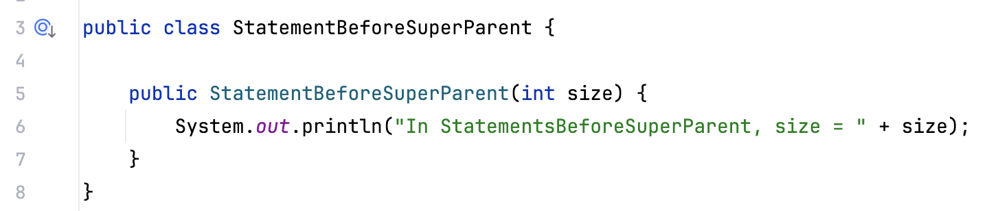 3 public class StatementBeforeSuperParent {
4
5     public StatementBeforeSuperParent(int size) {
6         System.out.println("In StatementsBeforeSuperParent, size = " + size);
7     }
8 }